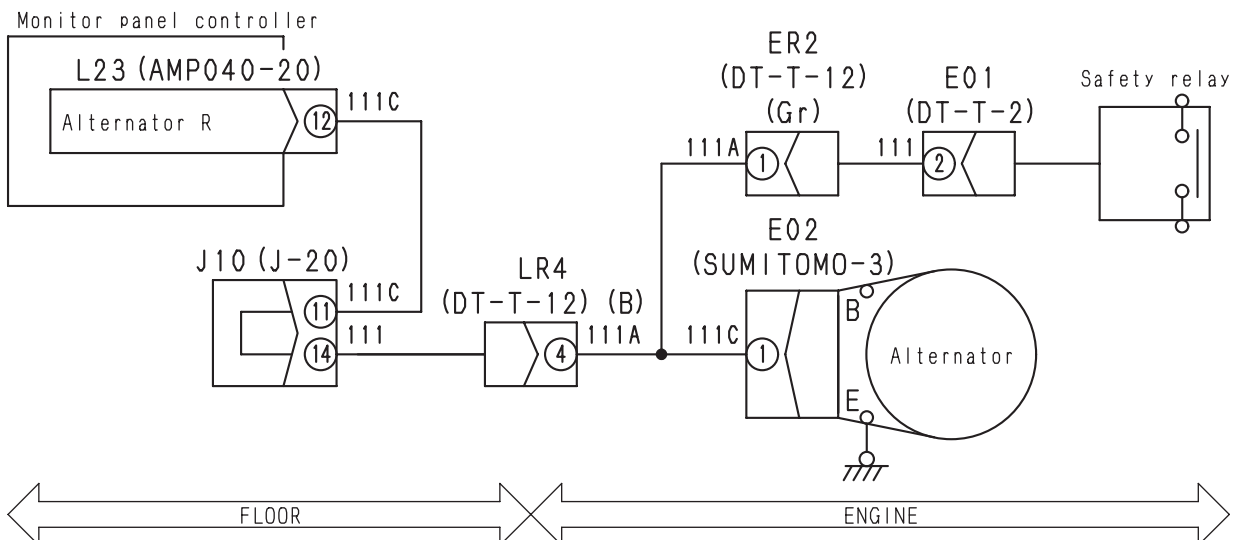 Monitor panel controller
L23 (AMP040-20)
Alternator R
12
111C
J10 (J-20)
11
111C
14
111
LR4
(DT-T-12) (B)
4
111A
ER2
(DT-T-12)
(Gr)
111A
1
E01
(DT-T-2)
111
2
Safety relay
E02
(SUMITOMO-3)
111C
1
B
E
Alternator
FLOOR
ENGINE